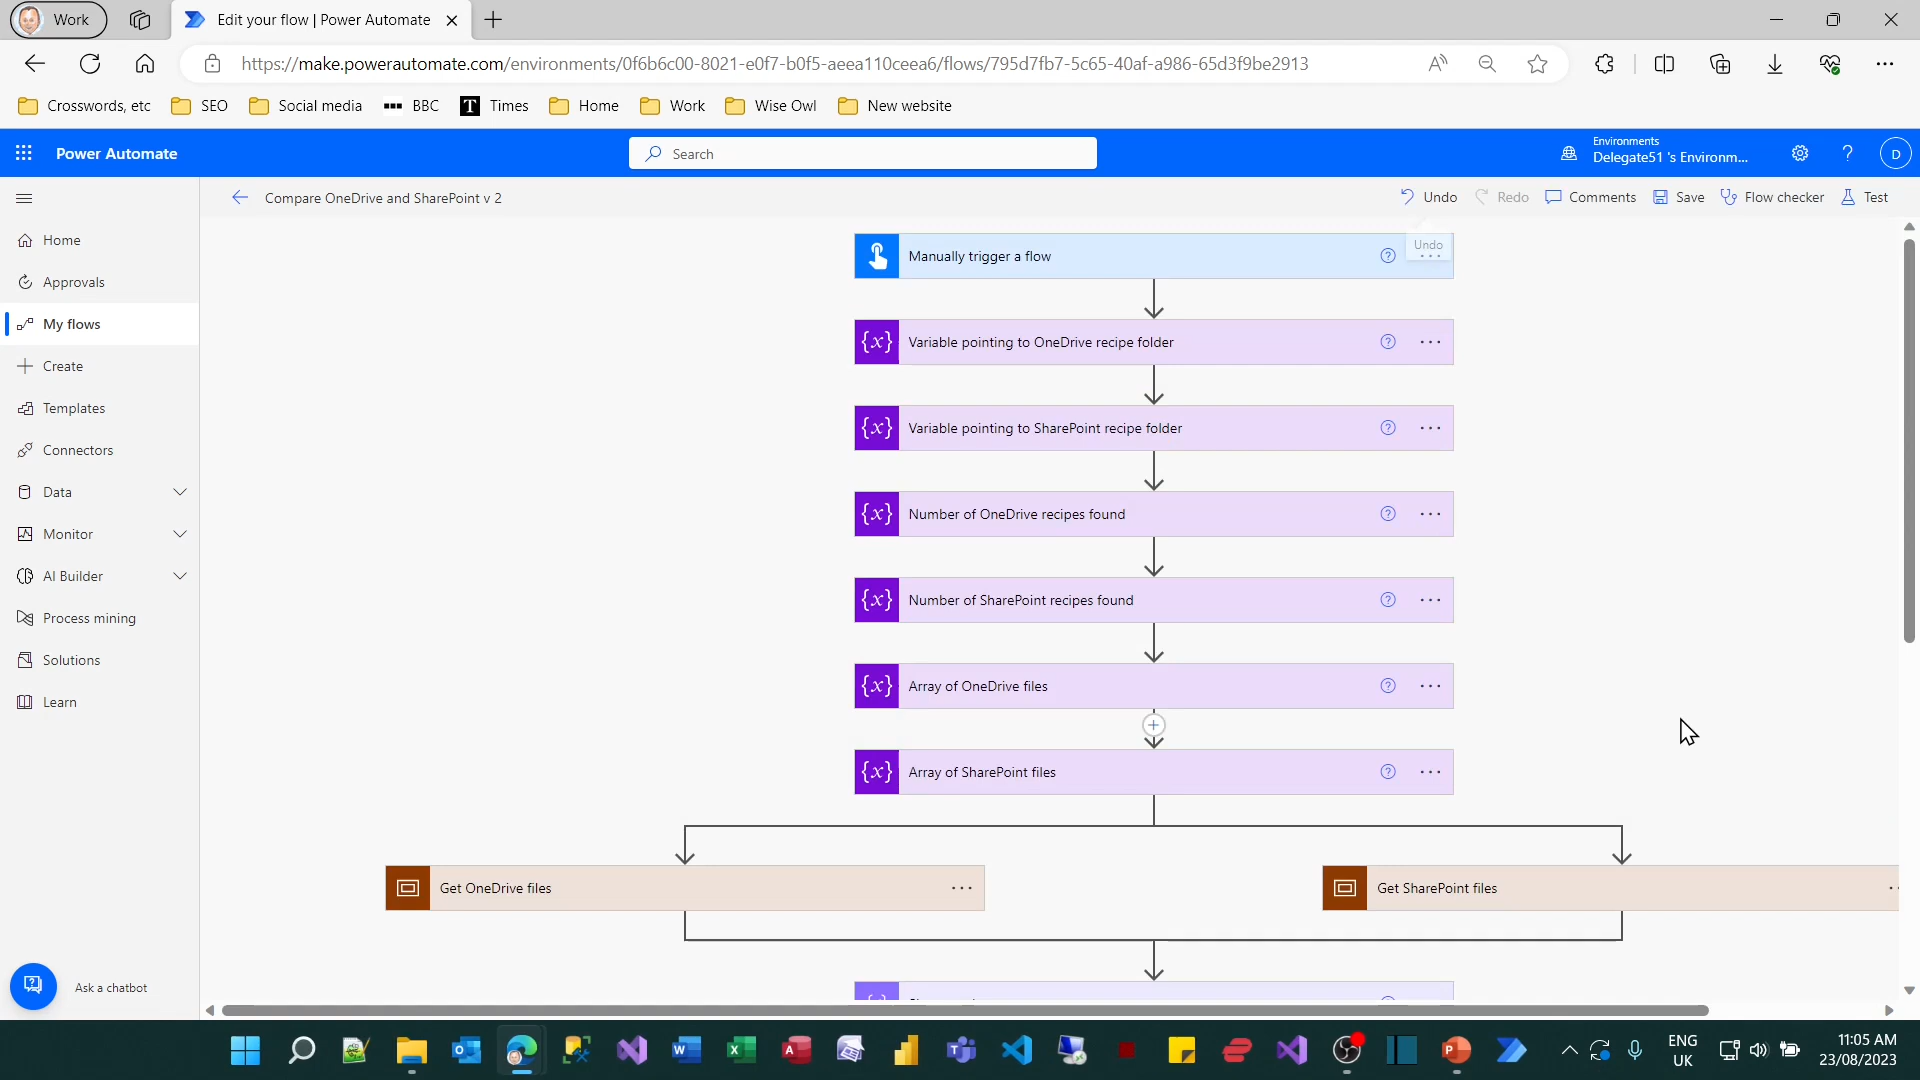 Work
Edit your flow | Power Automate
https://make.powerautomate.com/environments/0f6b6c00-8021-e0f7-b0f5-aeea110ceea6/flows/795d7fb7-5c65-40af-a986-65d3f9be2913
Crosswords, etc
SEO
Social media
BBC
Times
Home
Work
Wise Owl
New website
Power Automate
Search
Environments
Delegate51 's Environm...
D
Compare OneDrive and SharePoint v 2
Undo
Redo
Comments
Save
Flow checker
Test
Home
Approvals
My flows
Create
Templates
Connectors
Data
Monitor
AI Builder
Process mining
Solutions
Learn
Ask a chatbot
Manually trigger a flow
Undo
Variable pointing to OneDrive recipe folder
Variable pointing to SharePoint recipe folder
Number of OneDrive recipes found
Number of SharePoint recipes found
Array of OneDrive files
Array of SharePoint files
Get OneDrive files
Get SharePoint files
ENG
UK
11:05 AM
23/08/2023